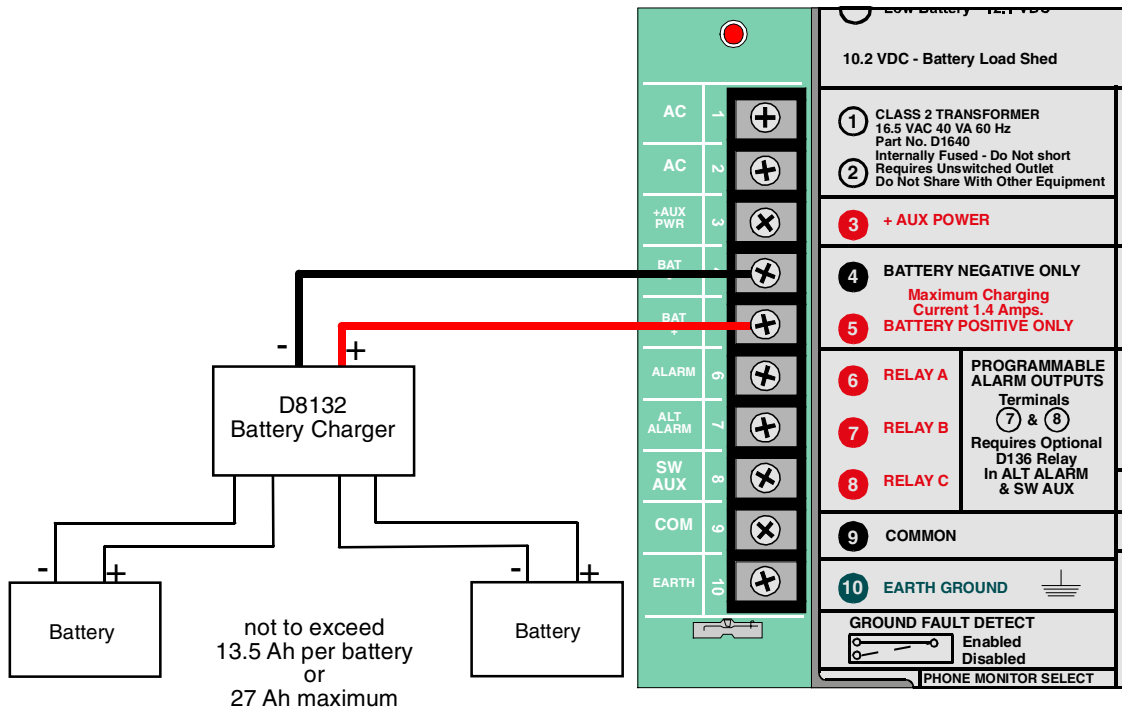 Low Battery - 12.1 VDC
10.2 VDC - Battery Load Shed
AC 1
AC 2
+AUX
PWR 3
BAT
-
BAT
+
ALARM 6
ALT
ALARM 7
SW
AUX 8
COM 9
EARTH 10
1 CLASS 2 TRANSFORMER
16.5 VAC 40 VA 60 Hz
Part No. D1640
Internally Fused - Do Not short
2 Requires Unswitched Outlet
Do Not Share With Other Equipment
3 + AUX POWER
4 BATTERY NEGATIVE ONLY
Maximum Charging
Current 1.4 Amps.
5 BATTERY POSITIVE ONLY
6 RELAY A
7 RELAY B
8 RELAY C
PROGRAMMABLE
ALARM OUTPUTS
Terminals
7 & 8
Requires Optional
D136 Relay
In ALT ALARM
& SW AUX
9 COMMON
10 EARTH GROUND
GROUND FAULT DETECT
Enabled
Disabled
PHONE MONITOR SELECT
- +
D8132
Battery Charger
- +
Battery
- +
Battery
not to exceed
13.5 Ah per battery
or
27 Ah maximum